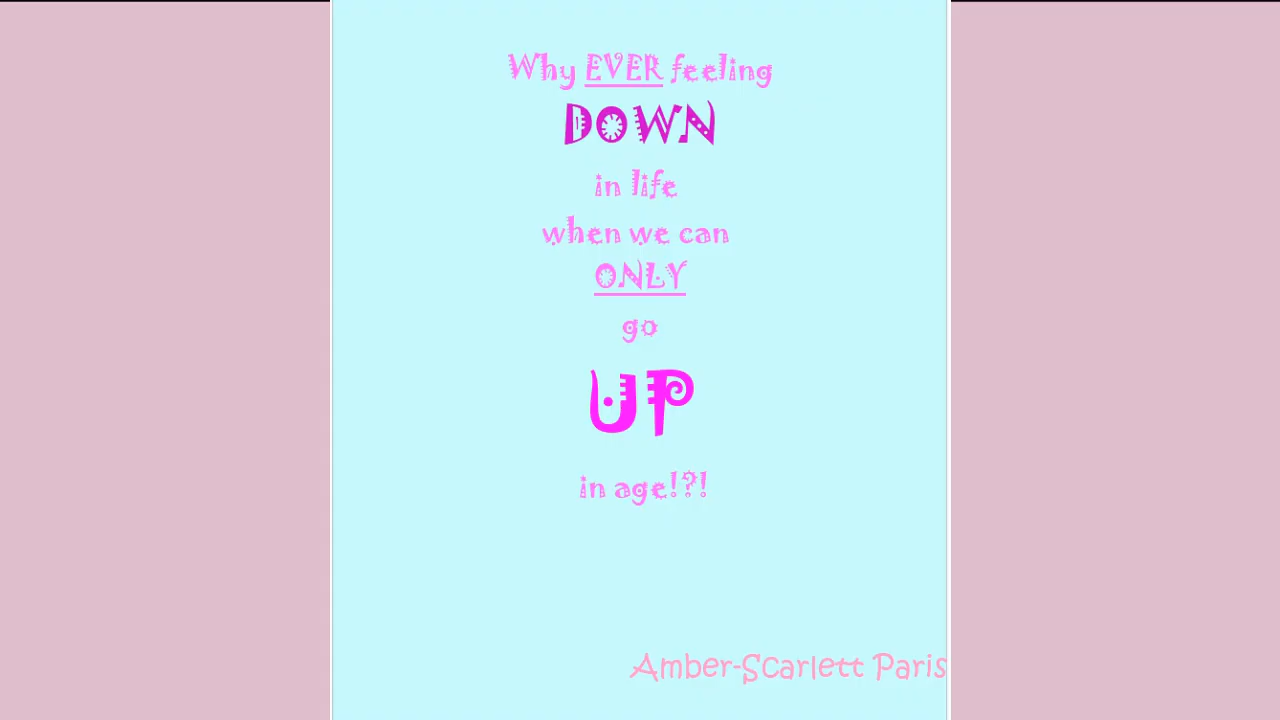 Why EVER feeling
DOWN
in life
when we can
ONLY
go
UP
in age!?!
Amber-Scarlett Paris